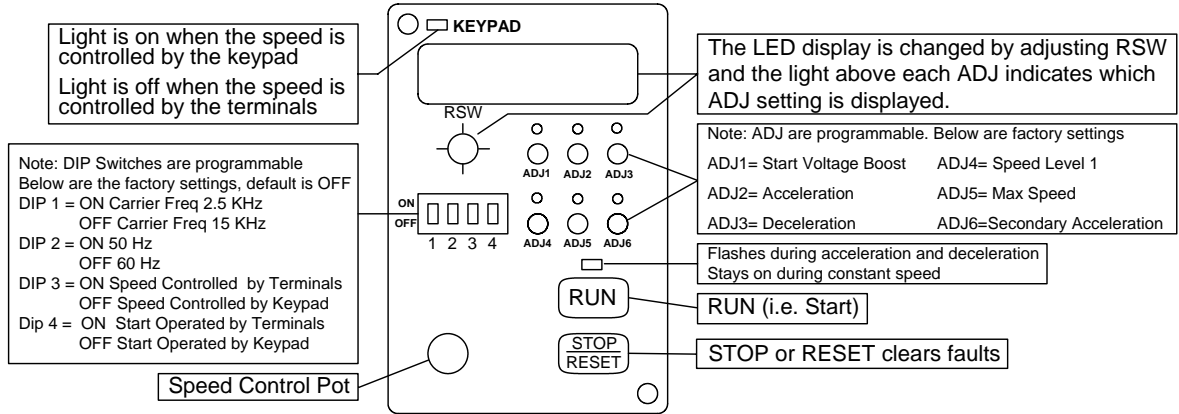 Light is on when the speed is
controlled by the keypad
Light is off when the speed is
controlled by the terminals
KEYPAD
The LED display is changed by adjusting RSW
and the light above each ADJ indicates which
ADJ setting is displayed.
RSW
Note: DIP Switches are programmable
Below are the factory settings, default is OFF
DIP 1 = ON Carrier Freq 2.5 KHz
OFF Carrier Freq 15 KHz
DIP 2 = ON 50 Hz
OFF 60 Hz
DIP 3 = ON Speed Controlled by Terminals
OFF Speed Controlled by Keypad
Dip 4 = ON Start Operated by Terminals
OFF Start Operated by Keypad
ADJ1 ADJ2 ADJ3
ON
OFF
1 2 3 4
ADJ4 ADJ5 ADJ6
Note: ADJ are programmable. Below are factory settings
ADJ1= Start Voltage Boost ADJ4= Speed Level 1
ADJ2= Acceleration ADJ5= Max Speed
ADJ3= Deceleration ADJ6=Secondary Acceleration
Flashes during acceleration and deceleration
Stays on during constant speed
RUN
RUN (i.e. Start)
STOP
RESET
STOP or RESET clears faults
Speed Control Pot